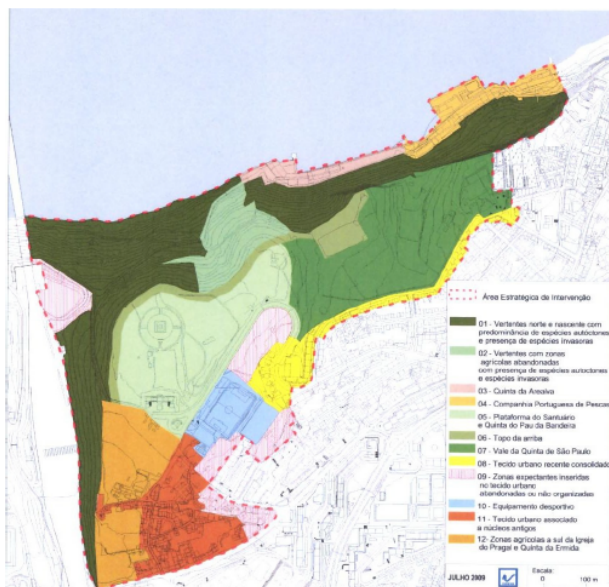 Área Estratégica de Intervenção
01 - Vertentes norte e nascente com
predominância de espécies autóctones
e presença de espécies invasoras
02 - Vertentes com zonas
agrícolas abandonadas
com presença de espécies autóctones
e espécies invasoras
03 - Quinta da Arealva
04 - Companhia Portuguesa de Pescas
05 - Plataforma do Santuário
e Quinta do Pau da Bandeira
06 - Topo da arriba
07 - Vale da Quinta de São Paulo
08 - Tecido urbano recente consolidado
09 - Zonas expectantes inseridas
no tecido urbano
abandonadas ou não organizadas
10 - Equipamento desportivo
11 - Tecido urbano associado
a núcleos antigos
12- Zonas agrícolas a sul da Igreja
do Pragal e Quinta da Ermida
JULHO 2009
Escala:
0 100 m